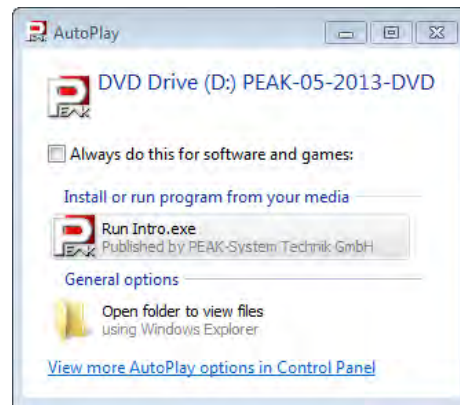 AutoPlay
DVD Drive (D:) PEAK-05-2013-DVD
PEAK
Always do this for software and games:
Install or run program from your media
Run Intro.exe
PEAK
Published by PEAK-System Technik GmbH
General options
Open folder to view files
using Windows Explorer
View more AutoPlay options in Control Panel